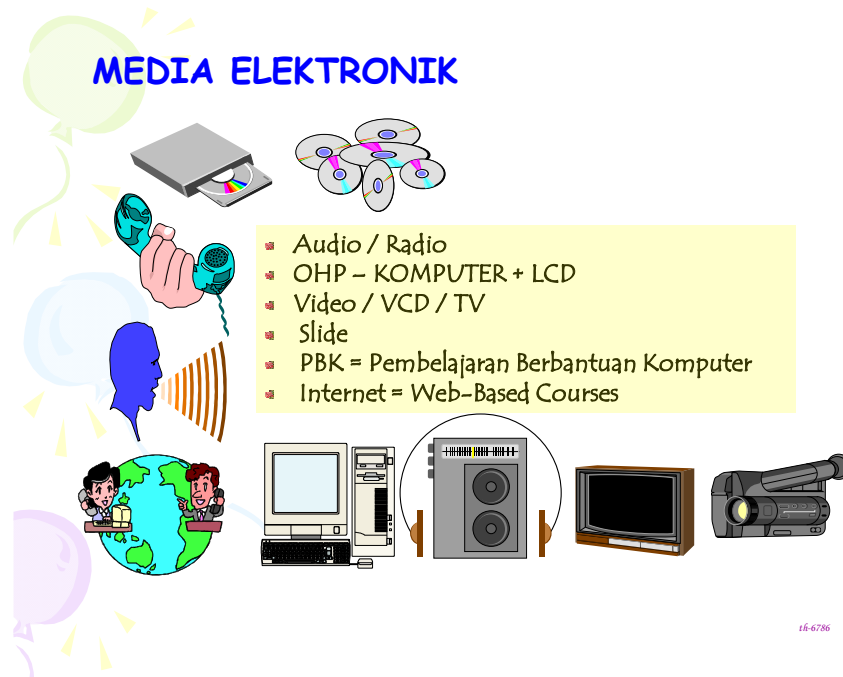 MEDIA ELEKTRONIK
Audio / Radio
OHP – KOMPUTER + LCD
Video / VCD / TV
Slide
PBK = Pembelajaran Berbantuan Komputer
Internet = Web-Based Courses
th-6786